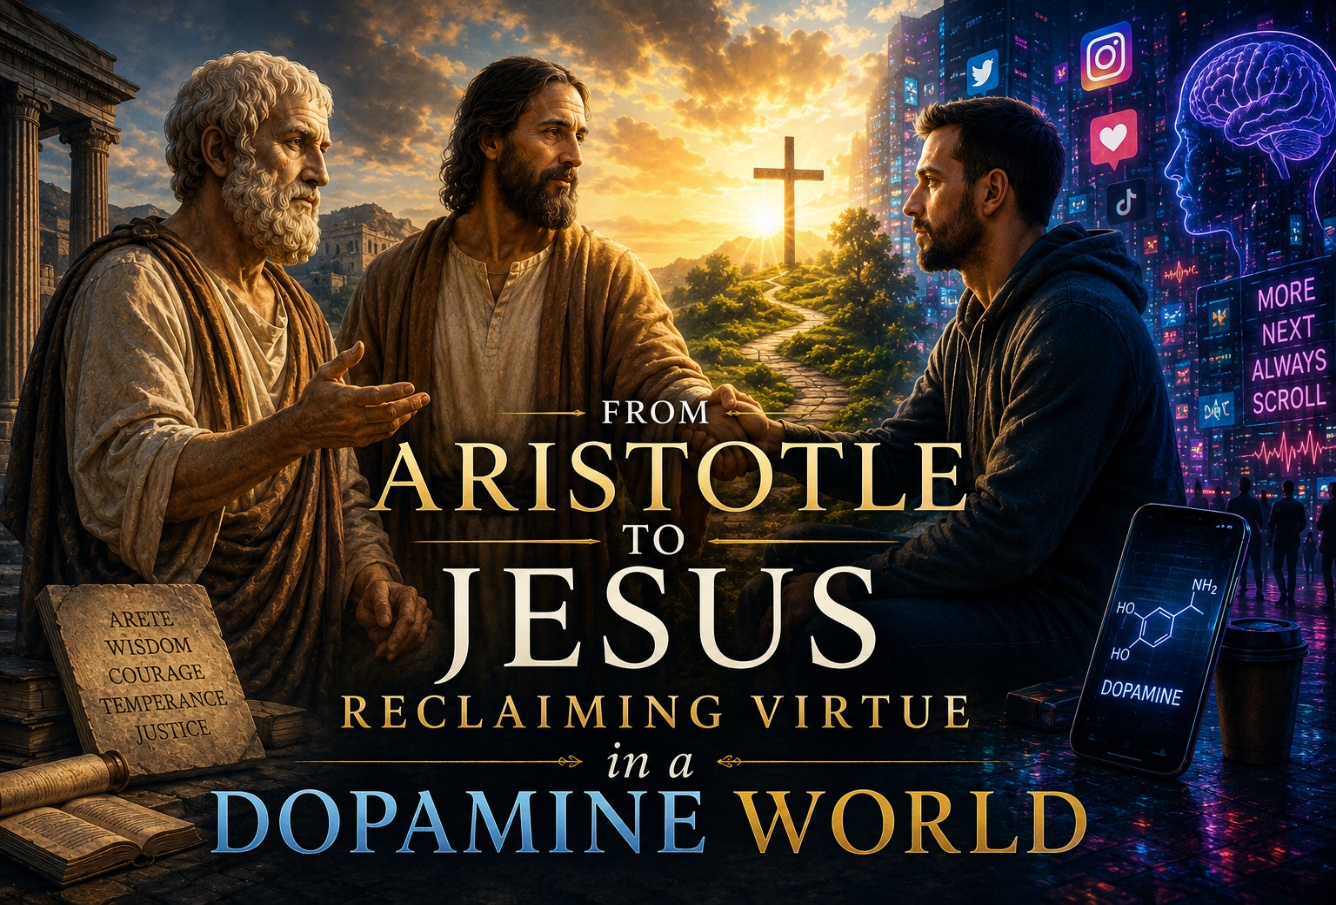 FROM
ARISTOTLE
TO
JESUS
RECLAIMING VIRTUE
in a
DOPAMINE WORLD
ARETE
WISDOM
COURAGE
TEMPERANCE
JUSTICE
MORE
NEXT
ALWAYS
SCROLL
NH2
HO
HO
DOPAMINE